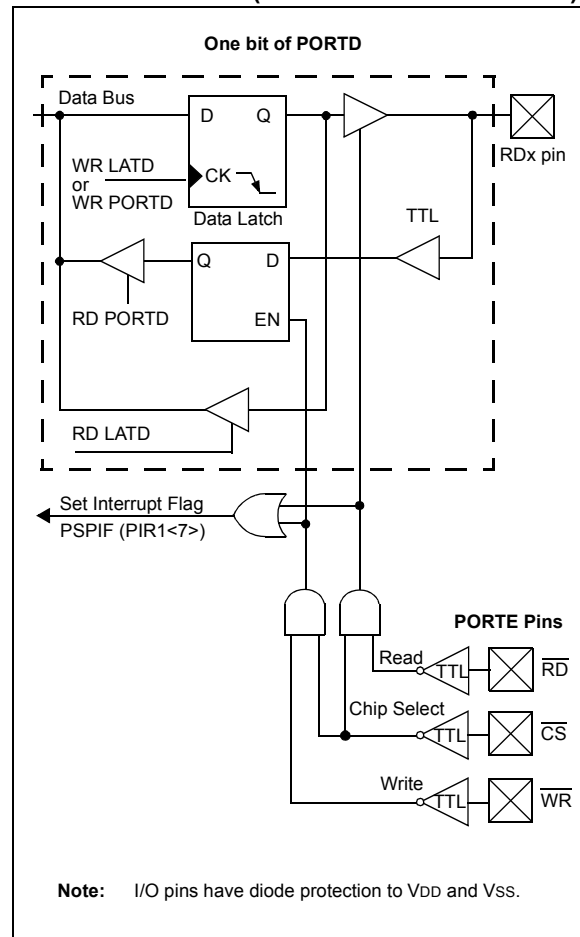 One bit of PORTD
Data Bus
D Q
RDx pin
WR LATD
or
WR PORTD
CK
Data Latch
TTL
Q D
EN
RD PORTD
RD LATD
Set Interrupt Flag
PSPIF (PIR1<7>)
PORTE Pins
Read
TTL
RD
Chip Select
TTL
CS
Write
TTL
WR
Note: I/O pins have diode protection to VDD and VSS.